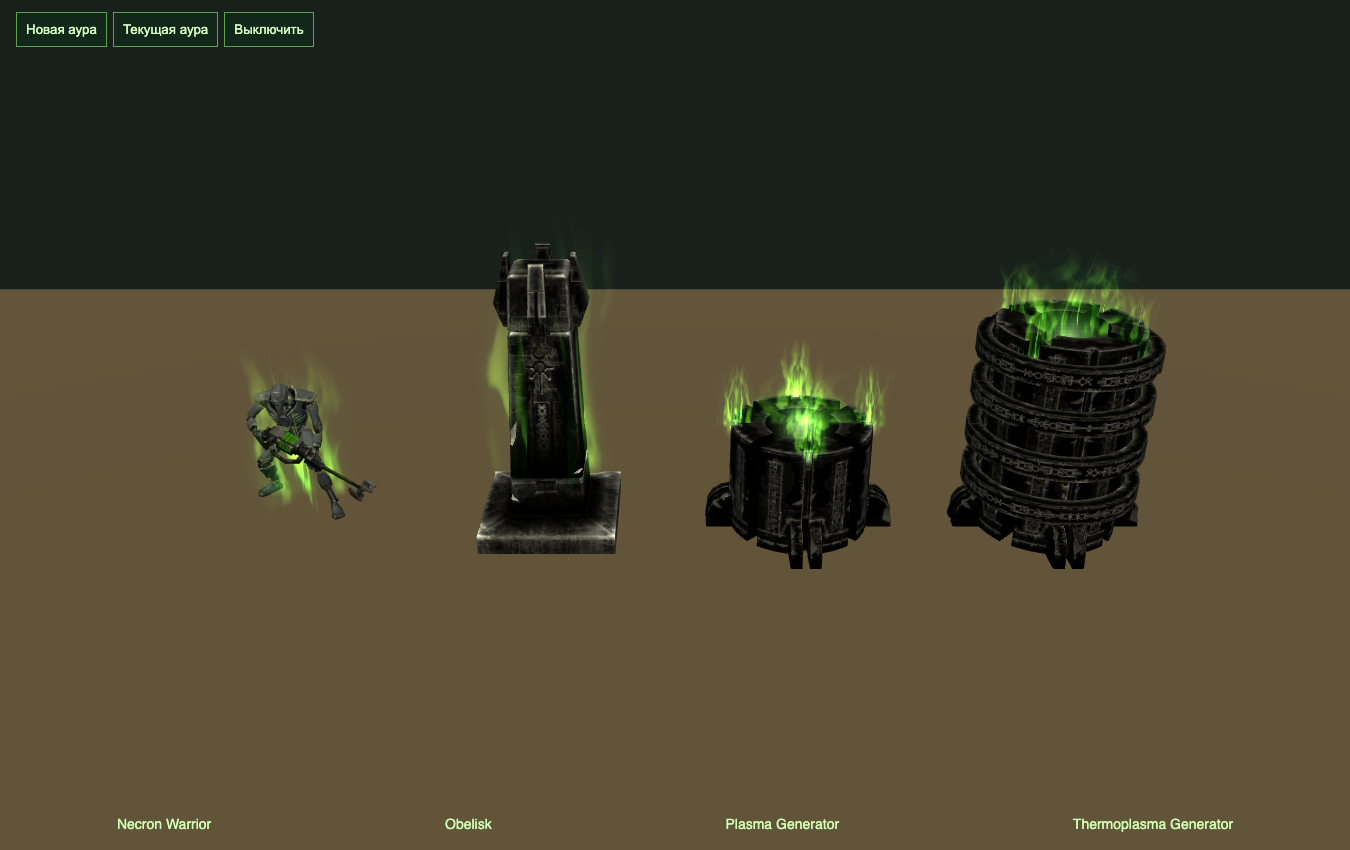 Новая аура
Текущая аура
Выключить
Necron Warrior
Obelisk
Plasma Generator
Thermoplasma Generator